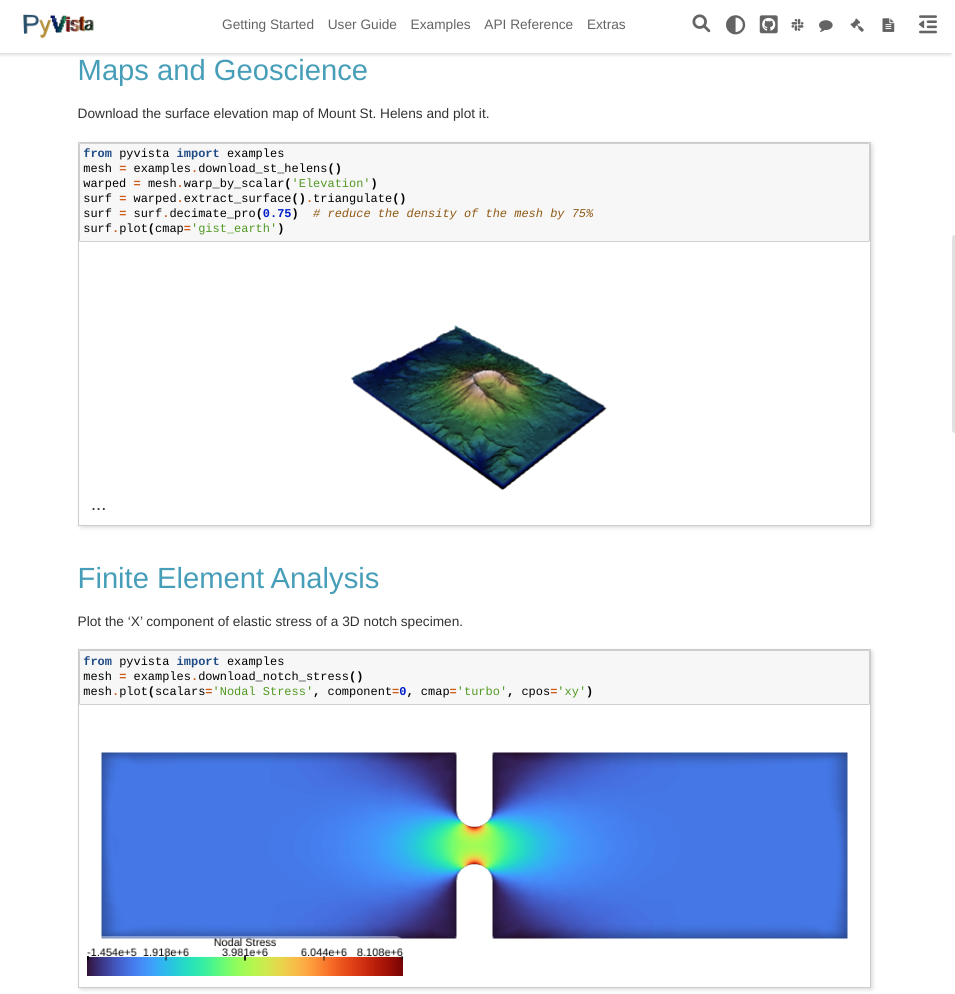 PyVista
Getting Started User Guide Examples API Reference Extras
Maps and Geoscience
Download the surface elevation map of Mount St. Helens and plot it.
from pyvista import examples
mesh = examples.download_st_helens()
warped = mesh.warp_by_scalar('Elevation')
surf = warped.extract_surface().triangulate()
surf = surf.decimate_pro(0.75)  # reduce the density of the mesh by 75%
surf.plot(cmap='gist_earth')
...
Finite Element Analysis
Plot the ‘X’ component of elastic stress of a 3D notch specimen.
from pyvista import examples
mesh = examples.download_notch_stress()
mesh.plot(scalars='Nodal Stress', component=0, cmap='turbo', cpos='xy')
Nodal Stress
-1.454e+5 1.918e+6 3.981e+6 6.044e+6 8.108e+6